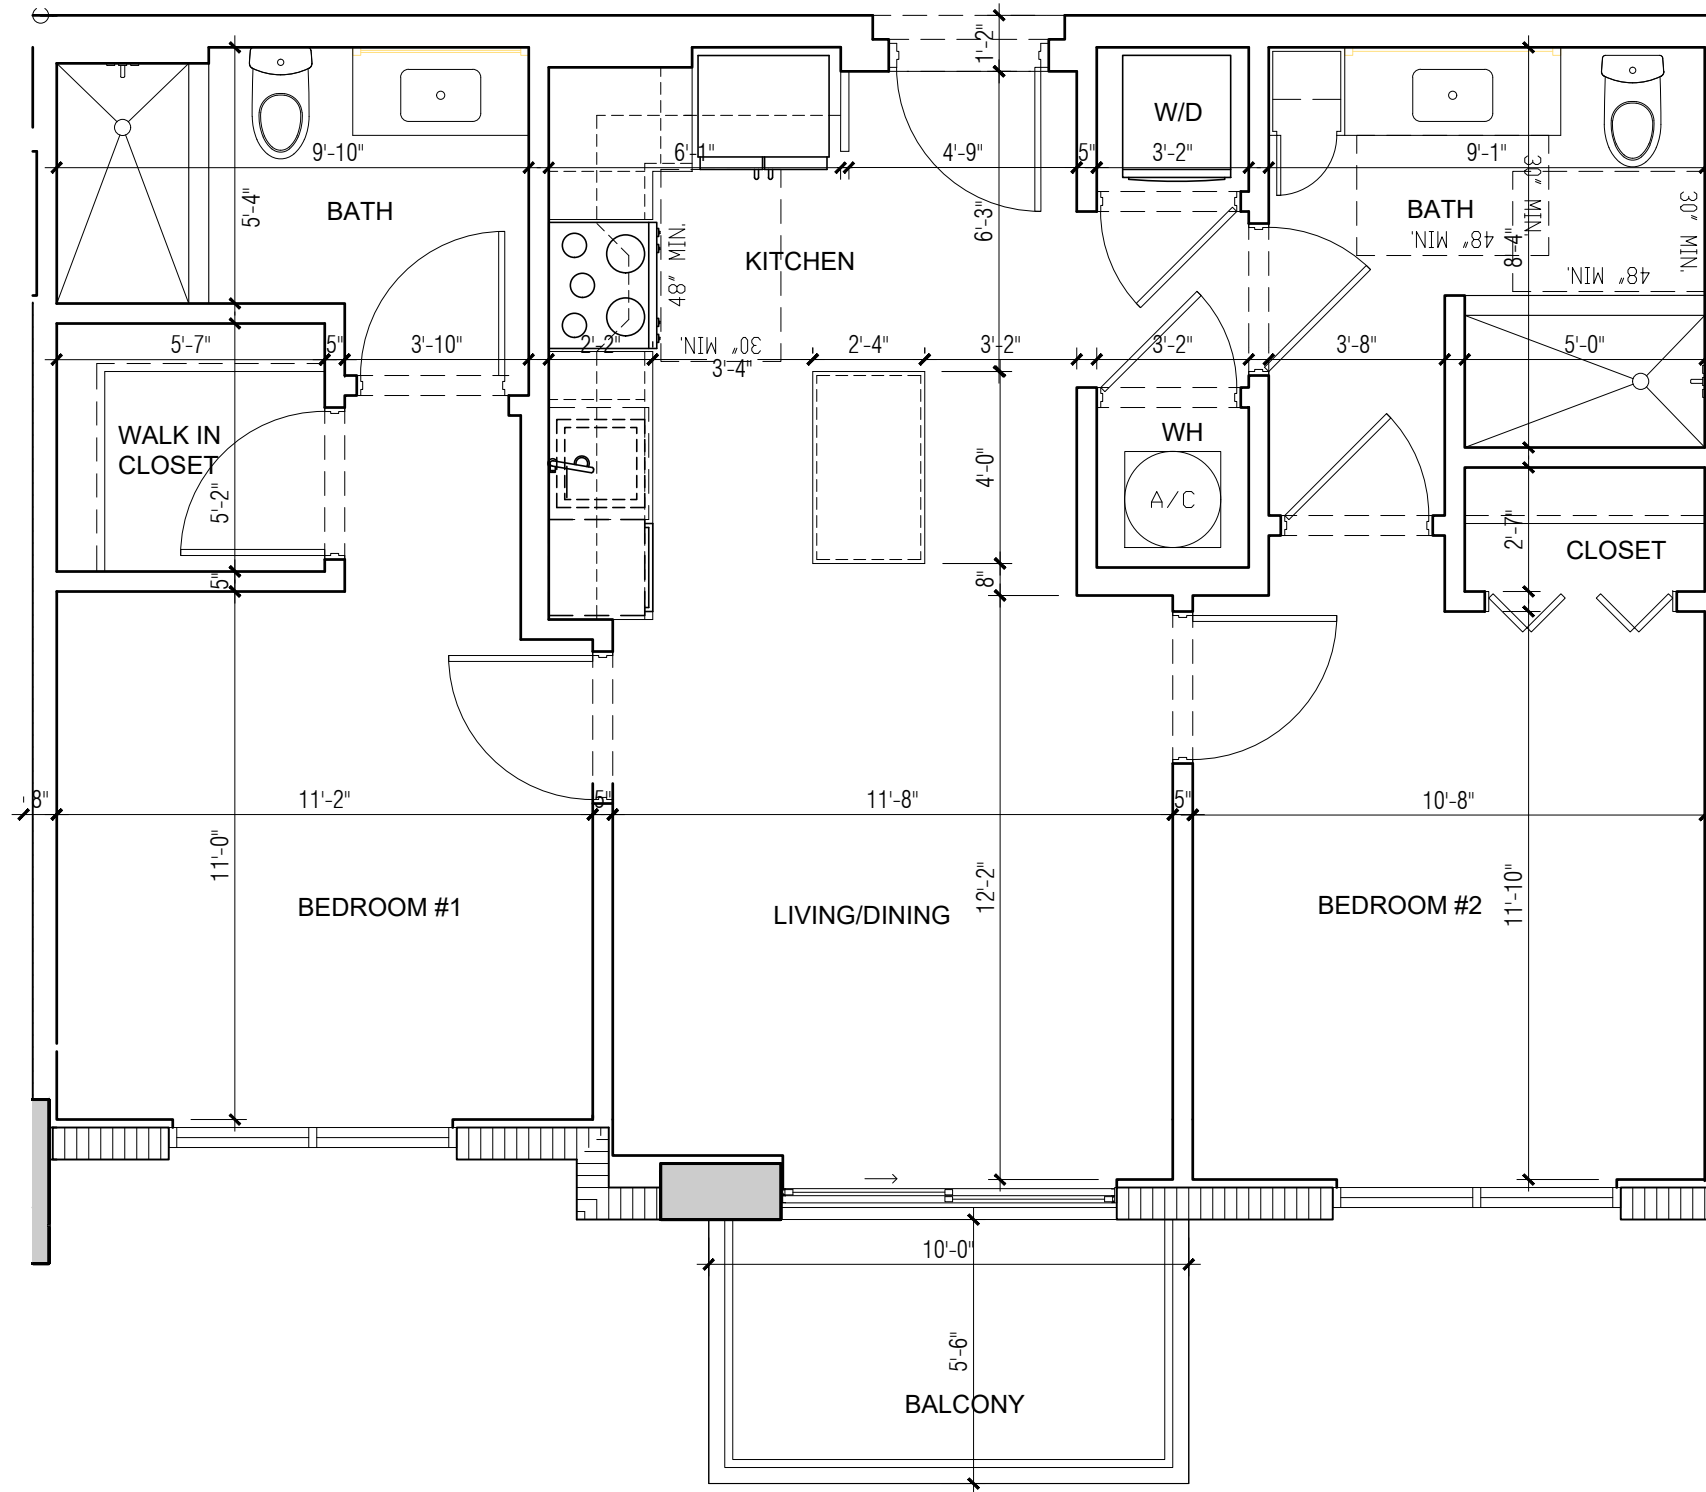 1'-2"
W/D
9'-10"
6'-1"
4'-9"
5"
3'-2"
9'-1"
30" MIN.
30" MIN.
5'-4"
BATH
6'-3"
BATH
48" MIN.
8'-4"
48" MIN.
48" MIN.
KITCHEN
5'-7"
5"
3'-10"
2'-2"
30" MIN.
3'-4"
2'-4"
3'-2"
3'-2"
3'-8"
5'-0"
WALK IN
CLOSET
WH
4'-0"
A/C
5'-2"
2'-7"
CLOSET
5"
8"
8"
11'-2"
5"
11'-8"
5"
10'-8"
11'-0"
12'-2"
11'-10"
BEDROOM #1
LIVING/DINING
BEDROOM #2
10'-0"
5'-6"
BALCONY